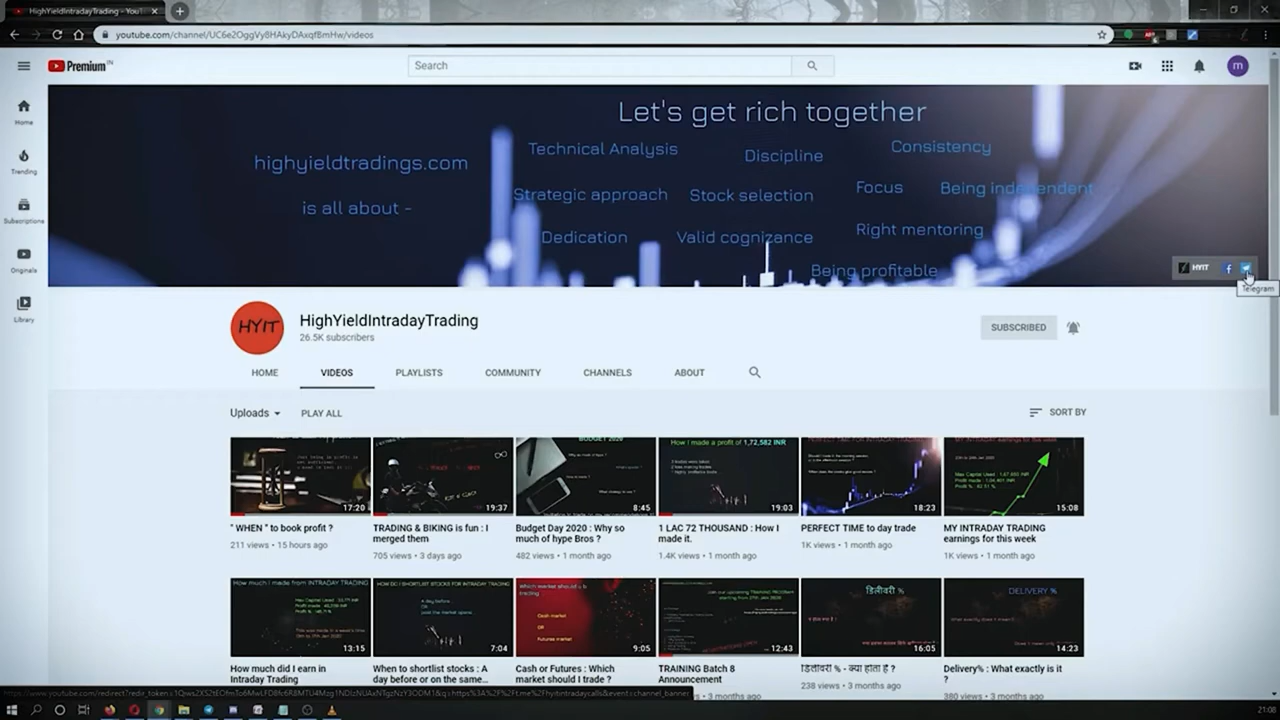 HighYieldIntradayTrading - YouT
youtube.com/channel/UC6e2OggVy8HAkyDAxqfBmHw/videos
Premium IN
Search
m
Home
Trending
Subscriptions
Originals
Library
Let's get rich together
highyieldtradings.com
is all about -
Technical Analysis
Discipline
Consistency
Strategic approach
Stock selection
Focus
Being independent
Dedication
Valid cognizance
Right mentoring
Being profitable
HYIT
Telegram
HYIT
HighYieldIntradayTrading
26.5K subscribers
SUBSCRIBED
HOME VIDEOS PLAYLISTS COMMUNITY CHANNELS ABOUT
Uploads PLAY ALL SORT BY
17:20
" WHEN " to book profit ?
211 views • 15 hours ago
19:37
TRADING & BIKING is fun : I
merged them
705 views • 3 days ago
BUDGET 2020
8:45
Budget Day 2020 : Why so
much of hype Bros ?
482 views • 1 month ago
How I made a profit of 1,72,582 INR
19:03
1 LAC 72 THOUSAND : How I
made it.
1.4K views • 1 month ago
PERFECT TIME FOR INTRADAY TRADING
18:23
PERFECT TIME to day trade
1K views • 1 month ago
MY INTRADAY TRADING
earnings for this week
15:08
MY INTRADAY TRADING
earnings for this week
1K views • 1 month ago
How much I made from INTRADAY TRADING
13:15
How much did I earn in
Intraday Trading
HOW DO I SHORTLIST STOCKS FOR INTRADAY TRADING
A day before
OR
7:04
When to shortlist stocks : A
day before or on the same
Which market should u b
trading
Cash market
OR
Futures market
9:05
Cash or Futures : Which
market should I trade ?
12:43
TRAINING Batch 8
Announcement
डिलीवरी %
16:05
डिलीवरी % - क्या होता है ?
238 views • 3 months ago
DELIVERY %
What exactly does it mean ?
14:23
Delivery% : What exactly is it
?
380 views • 3 months ago
21:08